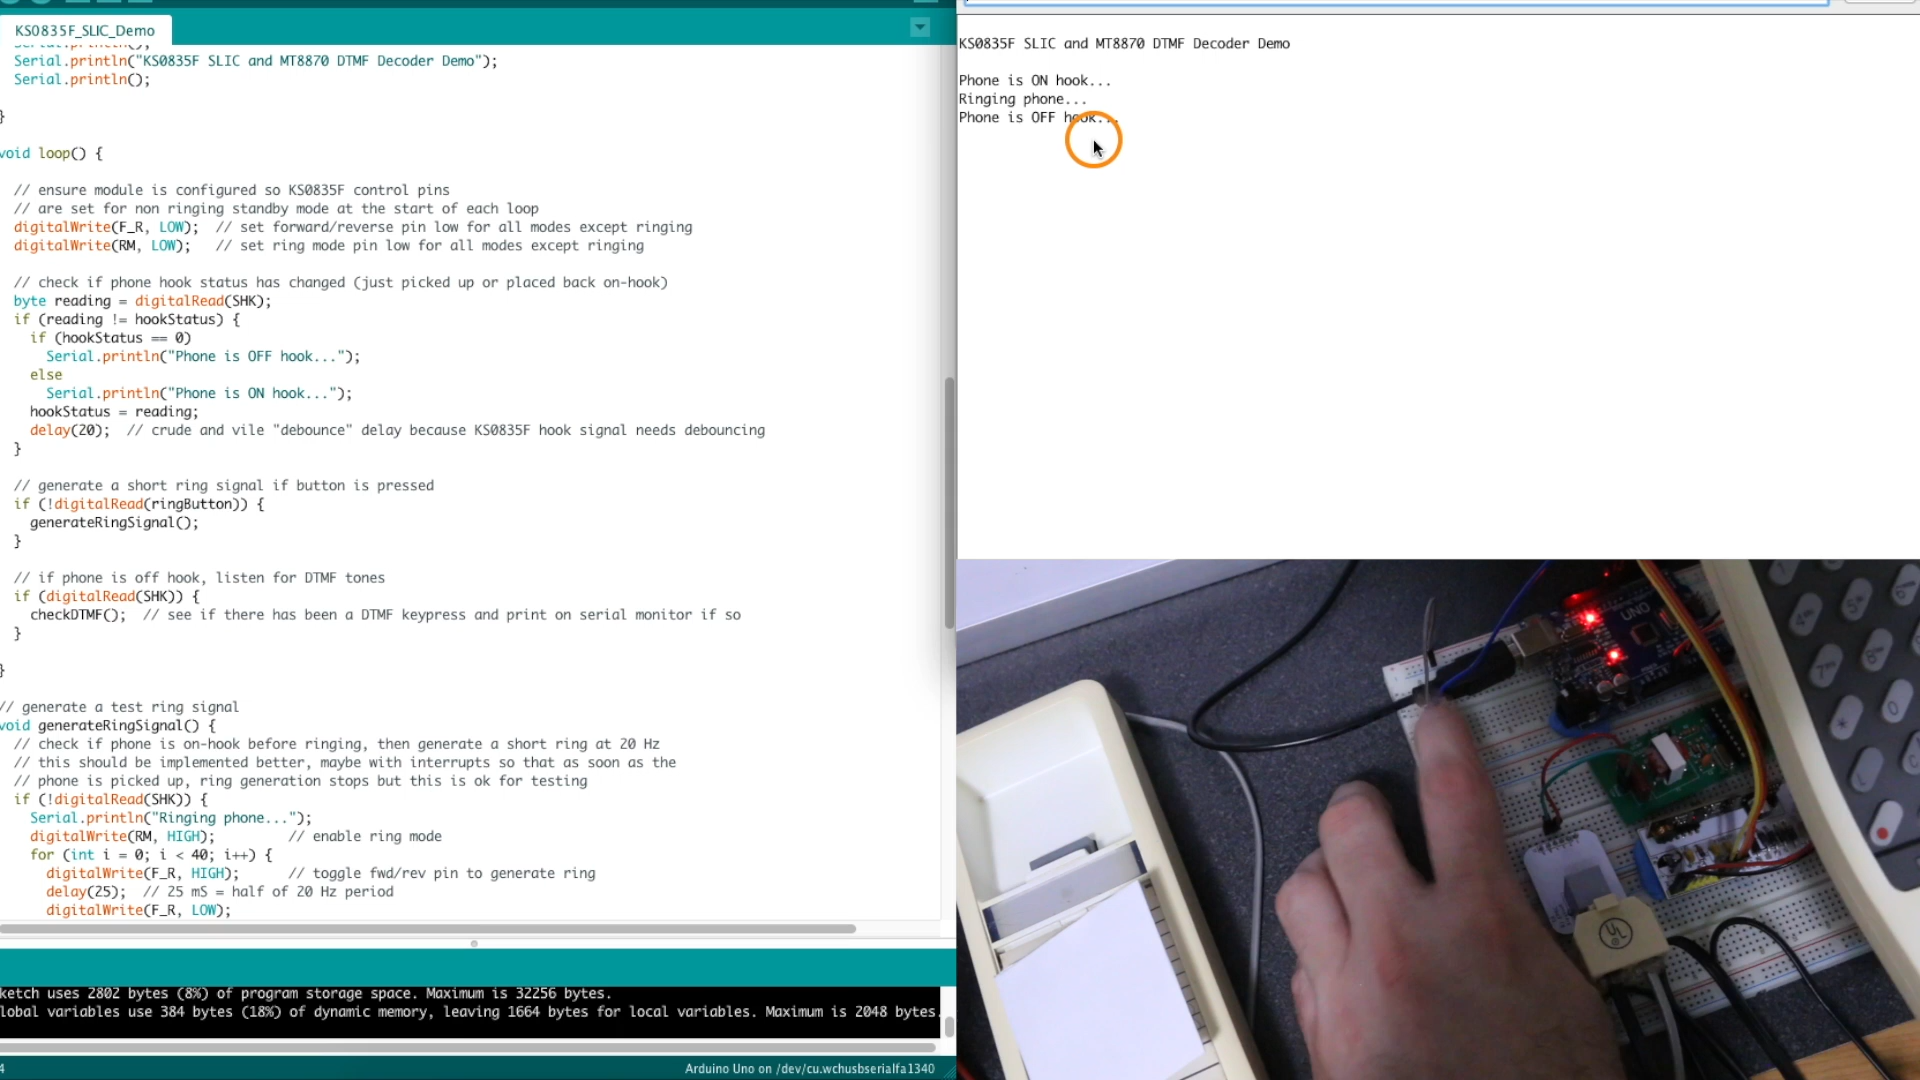 KS0835F_SLIC_Demo
Serial.println();
Serial.println("KS0835F SLIC and MT8870 DTMF Decoder Demo");
Serial.println();
}
void loop() {
// ensure module is configured so KS0835F control pins
// are set for non ringing standby mode at the start of each loop
digitalWrite(F_R, LOW);  // set forward/reverse pin low for all modes except ringing
digitalWrite(RM, LOW);   // set ring mode pin low for all modes except ringing
// check if phone hook status has changed (just picked up or placed back on-hook)
byte reading = digitalRead(SHK);
if (reading != hookStatus) {
if (hookStatus == 0)
Serial.println("Phone is OFF hook...");
else
Serial.println("Phone is ON hook...");
hookStatus = reading;
delay(20);  // crude and vile "debounce" delay because KS0835F hook signal needs debouncing
}
// generate a short ring signal if button is pressed
if (!digitalRead(ringButton)) {
generateRingSignal();
}
// if phone is off hook, listen for DTMF tones
if (digitalRead(SHK)) {
checkDTMF();  // see if there has been a DTMF keypress and print on serial monitor if so
}
}
// generate a test ring signal
void generateRingSignal() {
// check if phone is on-hook before ringing, then generate a short ring at 20 Hz
// this should be implemented better, maybe with interrupts so that as soon as the
// phone is picked up, ring generation stops but this is ok for testing
if (!digitalRead(SHK)) {
Serial.println("Ringing phone...");
digitalWrite(RM, HIGH);         // enable ring mode
for (int i = 0; i < 40; i++) {
digitalWrite(F_R, HIGH);      // toggle fwd/rev pin to generate ring
delay(25);  // 25 mS = half of 20 Hz period
digitalWrite(F_R, LOW);
ketch uses 2802 bytes (8%) of program storage space. Maximum is 32256 bytes.
lobal variables use 384 bytes (18%) of dynamic memory, leaving 1664 bytes for local variables. Maximum is 2048 bytes.
4
Arduino Uno on /dev/cu.wchusbserialfa1340
KS0835F SLIC and MT8870 DTMF Decoder Demo
Phone is ON hook...
Ringing phone...
Phone is OFF hook...
UNO
UL